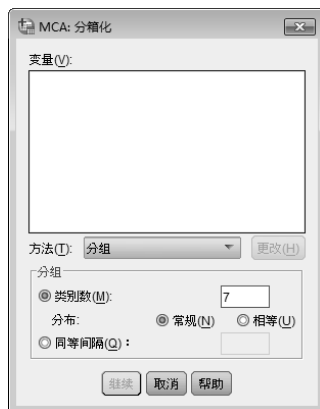 MCA: 分箱化
变量(V):
方法(T): 分组 更改(H)
分组
类别数(M): 7
分布: 常规(N) 相等(U)
同等间隔(Q):
继续 取消 帮助